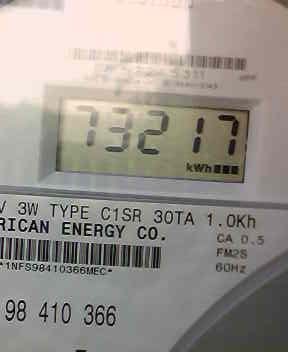 73217
kWh
V 3W TYPE C1SR 30TA 1.0Kh
RICAN ENERGY CO.
CA 0.5
FM2S
60Hz
*1NFS98410366MEC*
98 410 366